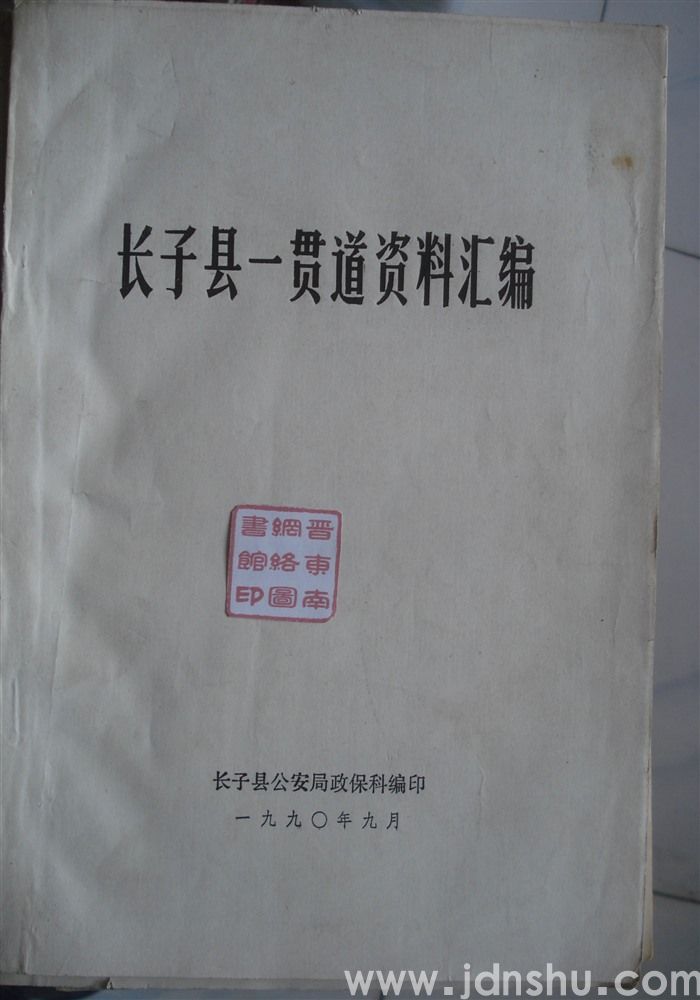 长子县一贯道资料汇编
晋东南
網絡圖
書館印
长子县公安局政保科编印
一九九〇年九月
www.jdnshu.com